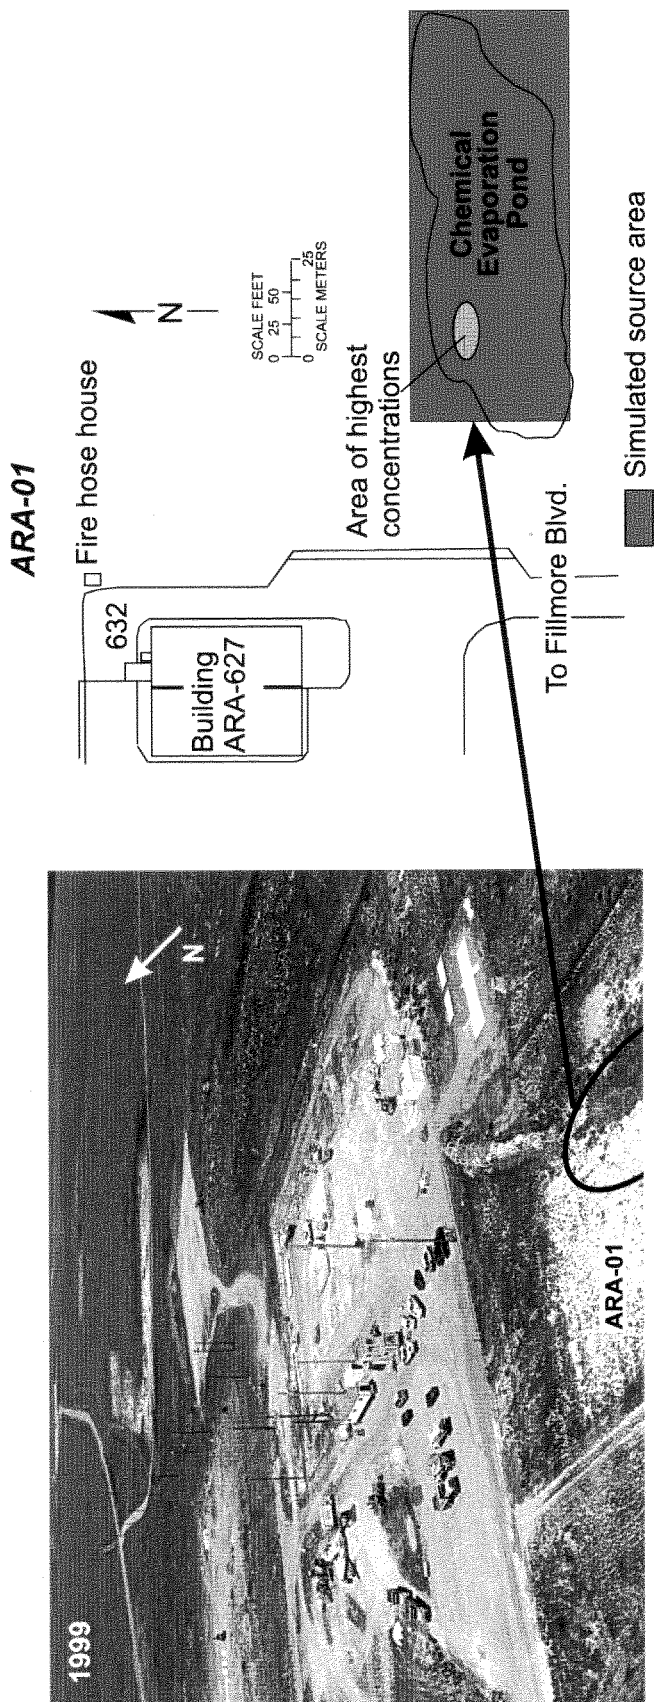 ARA-01
1999
N
ARA-01
Fire hose house
632
Building
ARA-627
N
SCALE FEET
0 25 50
0 25
SCALE METERS
Area of highest
concentrations
Chemical
Evaporation
Pond
To Fillmore Blvd.
Simulated source area